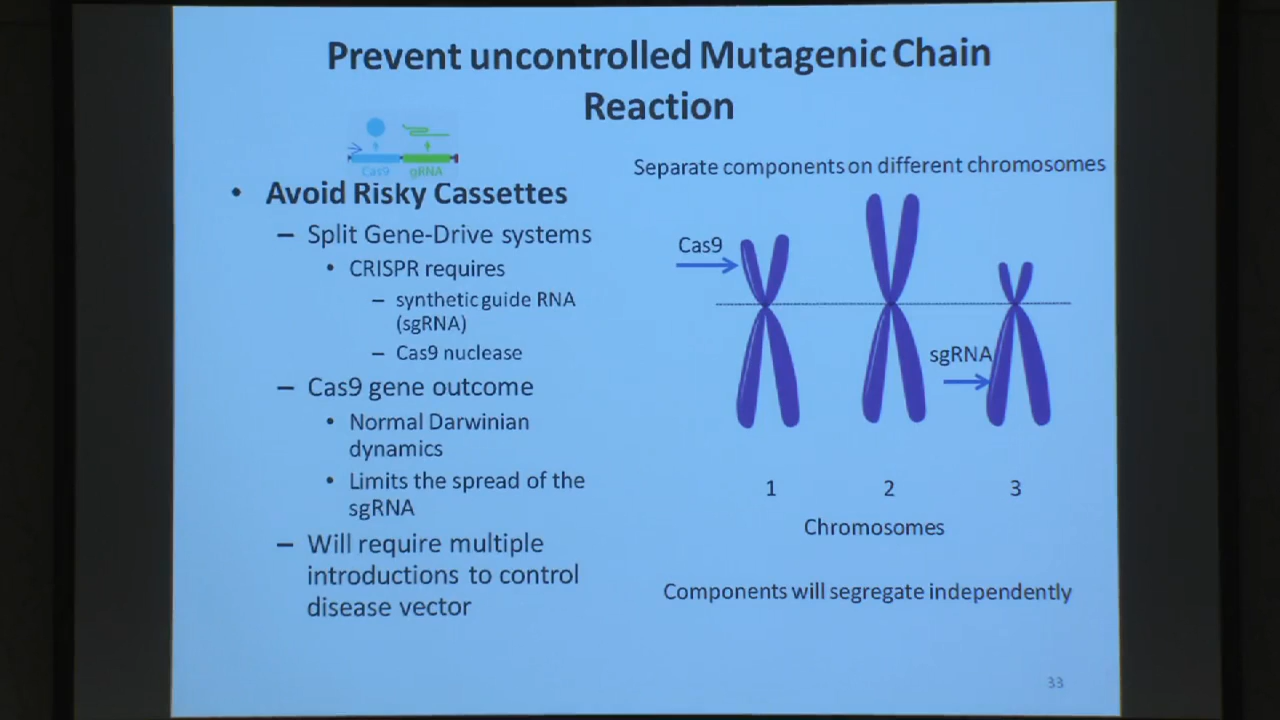 Prevent uncontrolled Mutagenic Chain
Reaction
Cas9 gRNA
• Avoid Risky Cassettes
– Split Gene-Drive systems
• CRISPR requires
– synthetic guide RNA
(sgRNA)
– Cas9 nuclease
– Cas9 gene outcome
• Normal Darwinian
dynamics
• Limits the spread of the
sgRNA
– Will require multiple
introductions to control
disease vector
Separate components on different chromosomes
Cas9
sgRNA
1 2 3
Chromosomes
Components will segregate independently
33